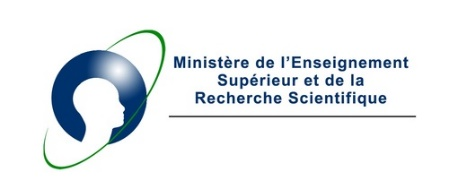 Ministère de l'Enseignement
Supérieur et de la
Recherche Scientifique